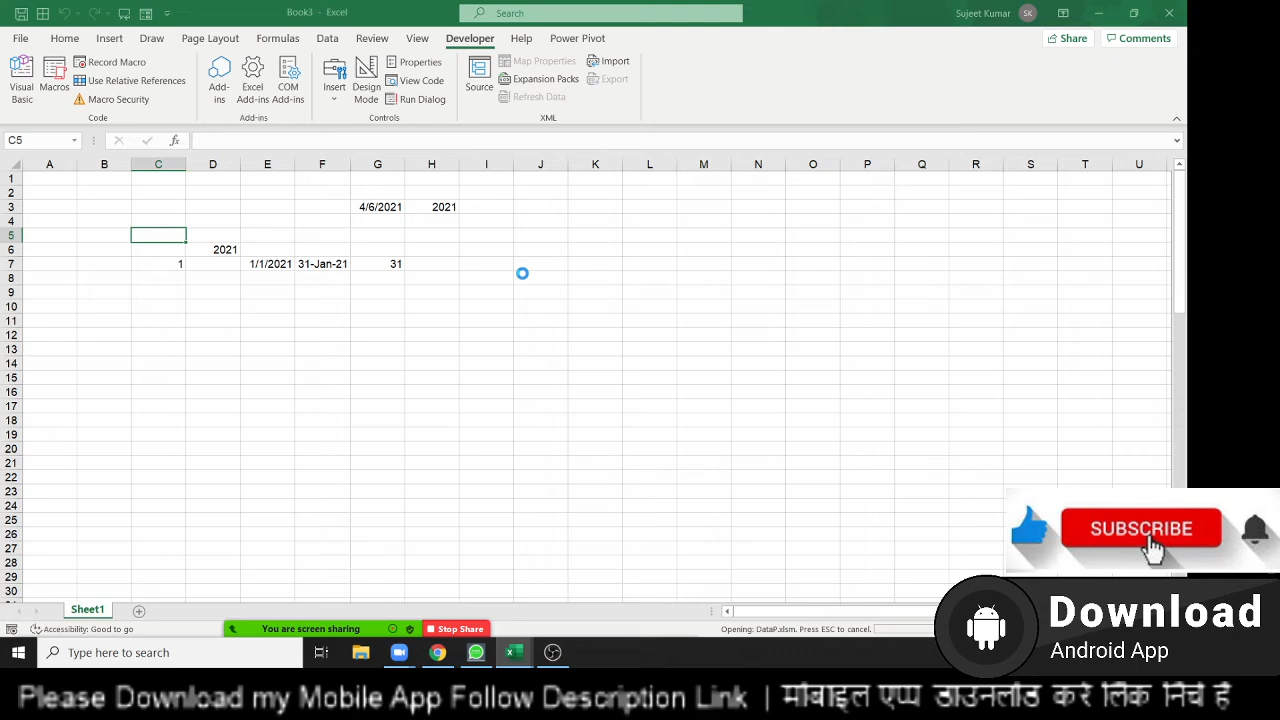 Book3 - Excel
Search
Sujeet Kumar
SK
File Home Insert Draw Page Layout Formulas Data Review View Developer Help Power Pivot
Share
Comments
Visual Basic
Macros
Record Macro
Use Relative References
Macro Security
Code
Add-ins
Excel Add-ins
COM Add-ins
Add-ins
Insert
Design Mode
Properties
View Code
Run Dialog
Controls
Source
Map Properties
Expansion Packs
Refresh Data
Import
Export
XML
C5
fx
A B C D E F G H I J K L M N O P Q R S T U
1
2
3 4/6/2021 2021
4
5
6 2021
7 1 1/1/2021 31-Jan-21 31
8
9
10
11
12
13
14
15
16
17
18
19
20
21
22
23
24
25
26
27
28
29
30
SUBSCRIBE
Sheet1
Download
Android App
Accessibility: Good to go
You are screen sharing
Stop Share
Opening: DataP.xlsm. Press ESC to cancel.
Type here to search
Please Download my Mobile App Follow Description Link | मोबाइल एप्प डाउनलोड करे लिंक निचे है